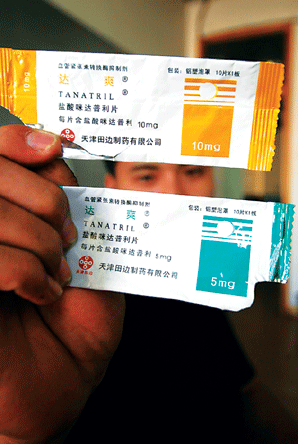 血管紧张素转换酶抑制剂 包装：铝塑泡罩 10片X1板
10mg
达 爽 ®
TANATRIL ®
盐酸咪达普利片
每片含盐酸咪达普利 10mg
天津田边制药有限公司
10mg
血管紧张素转换酶抑制剂 包装：铝塑泡罩 10片X1板
达 爽 ®
TANATRIL ®
盐酸咪达普利片
每片含盐酸咪达普利 5mg
天津田边制药有限公司
5mg